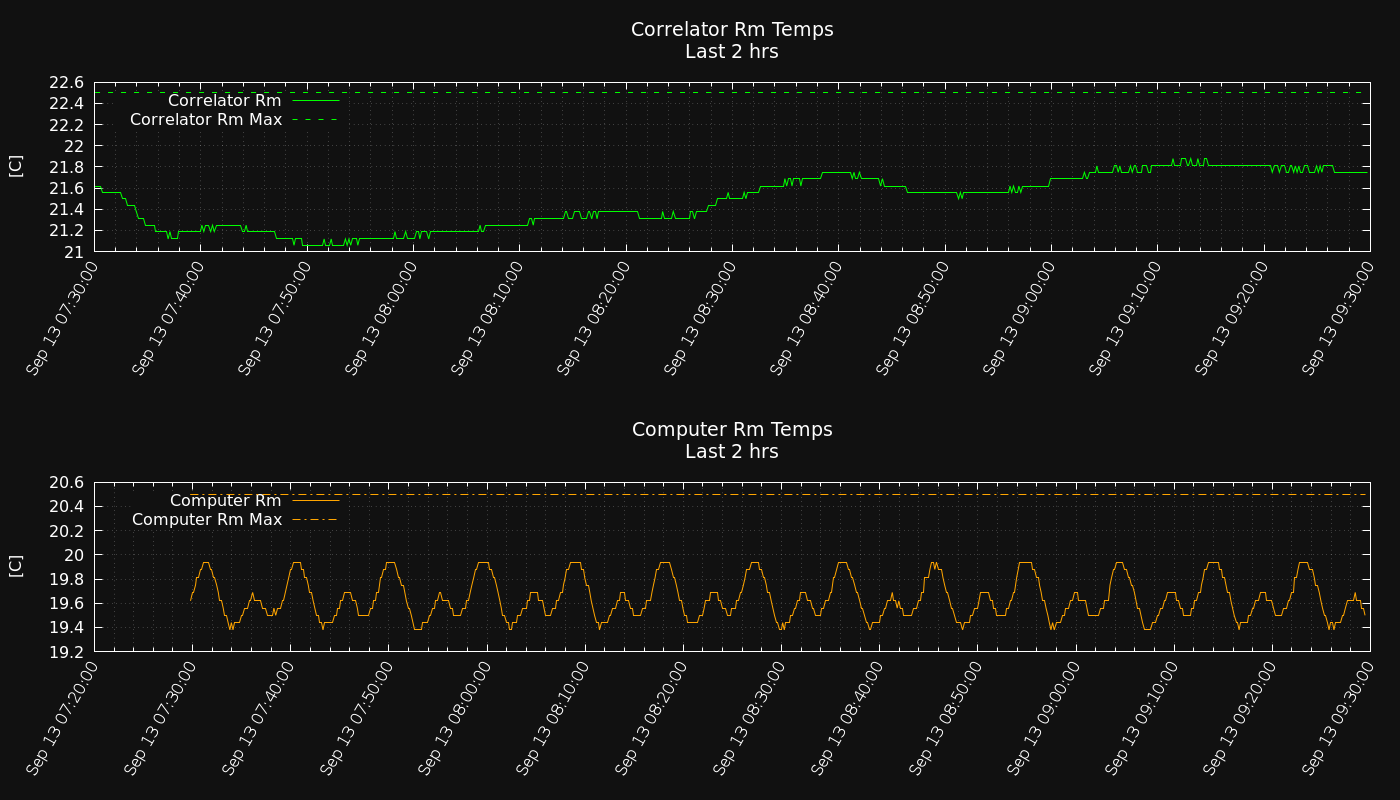 Correlator Rm Temps
Last 2 hrs
[C]
22.6
22.4
22.2
22
21.8
21.6
21.4
21.2
21
Correlator Rm
Correlator Rm Max
Sep 13 07:30:00
Sep 13 07:40:00
Sep 13 07:50:00
Sep 13 08:00:00
Sep 13 08:10:00
Sep 13 08:20:00
Sep 13 08:30:00
Sep 13 08:40:00
Sep 13 08:50:00
Sep 13 09:00:00
Sep 13 09:10:00
Sep 13 09:20:00
Sep 13 09:30:00
Computer Rm Temps
Last 2 hrs
[C]
20.6
20.4
20.2
20
19.8
19.6
19.4
19.2
Computer Rm
Computer Rm Max
Sep 13 07:20:00
Sep 13 07:30:00
Sep 13 07:40:00
Sep 13 07:50:00
Sep 13 08:00:00
Sep 13 08:10:00
Sep 13 08:20:00
Sep 13 08:30:00
Sep 13 08:40:00
Sep 13 08:50:00
Sep 13 09:00:00
Sep 13 09:10:00
Sep 13 09:20:00
Sep 13 09:30:00